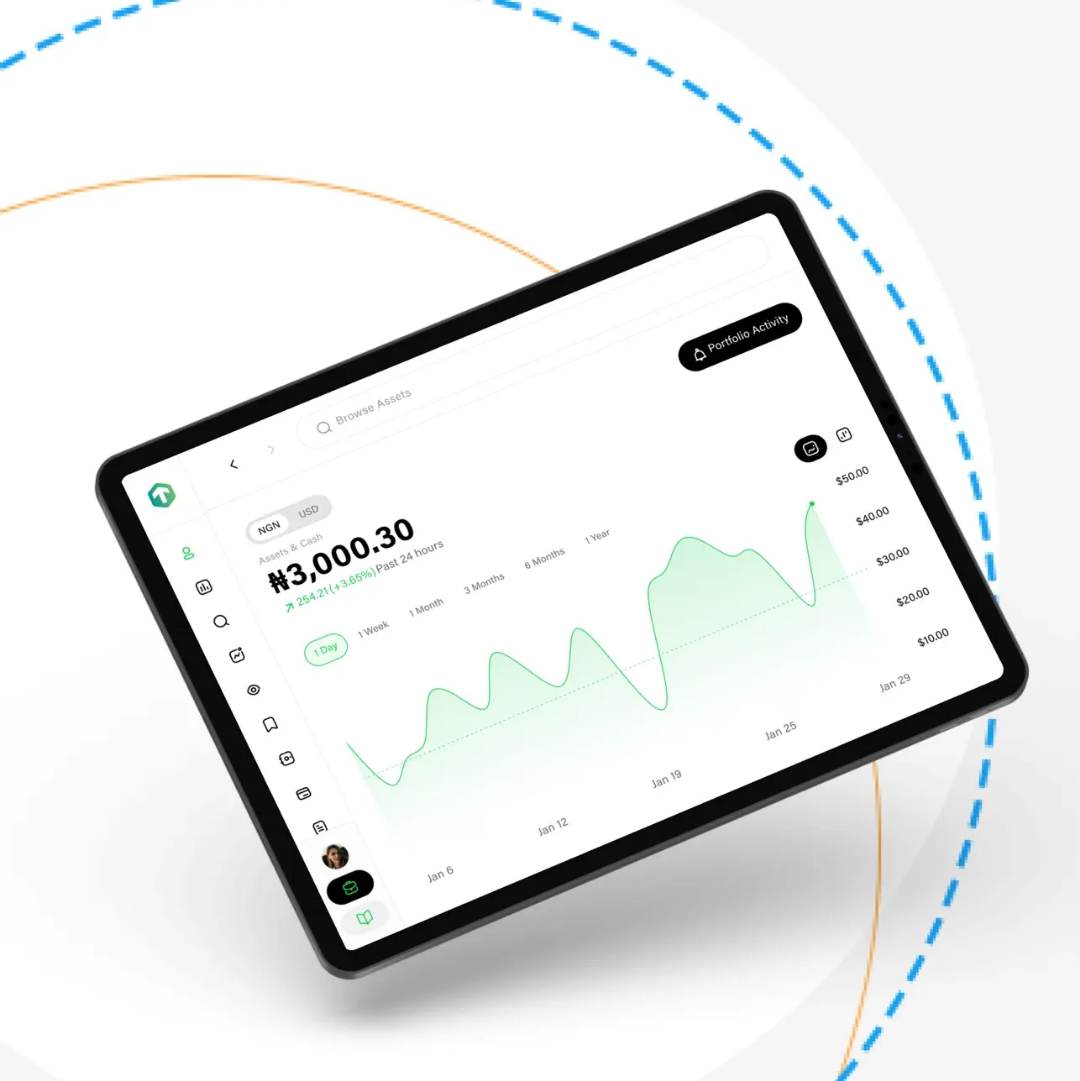 Browse Assets
Portfolio Activity
NGN USD
Assets & Cash
₦3,000.30
254.21(+3.65%) Past 24 hours
1 Day 1 Week 1 Month 3 Months 6 Months 1 Year
$50.00
$40.00
$30.00
$20.00
$10.00
Jan 6 Jan 12 Jan 19 Jan 25 Jan 29